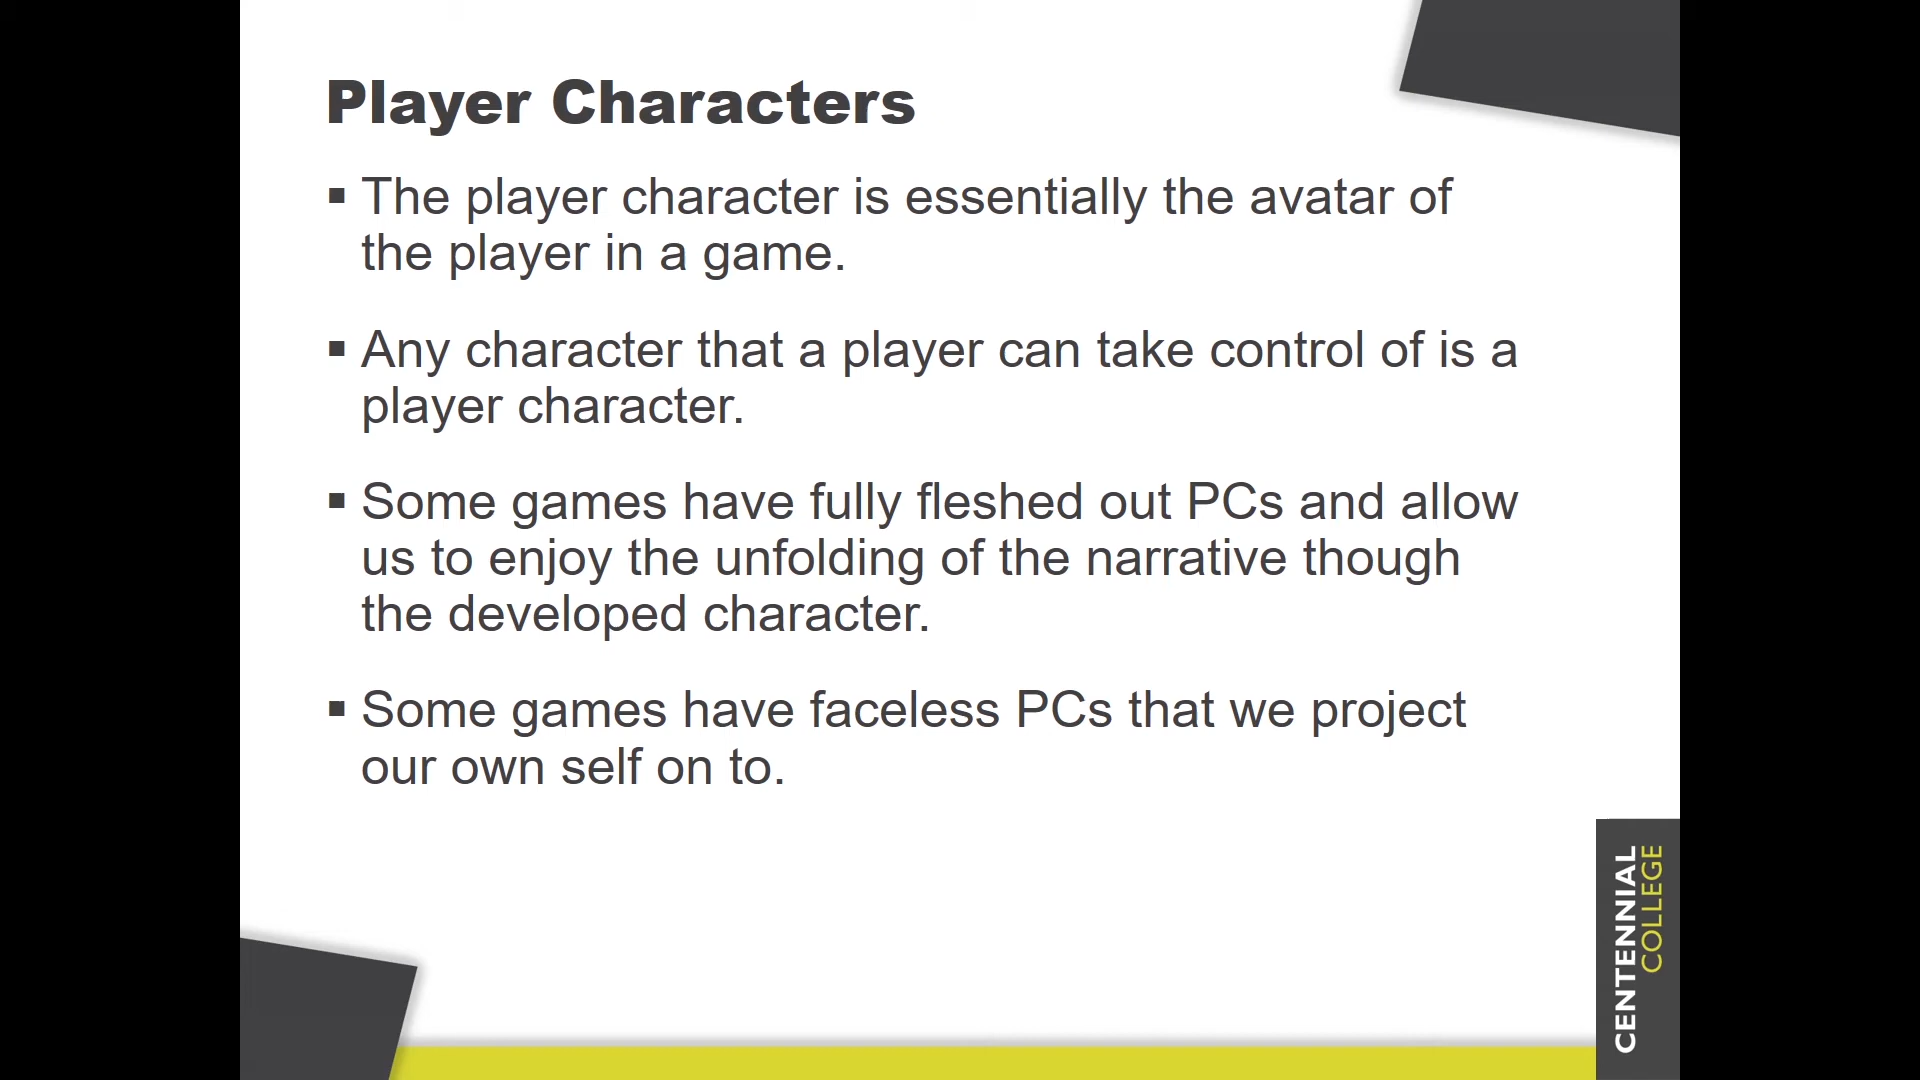 Player Characters
▪ The player character is essentially the avatar of
the player in a game.
▪ Any character that a player can take control of is a
player character.
▪ Some games have fully fleshed out PCs and allow
us to enjoy the unfolding of the narrative though
the developed character.
▪ Some games have faceless PCs that we project
our own self on to.
CENTENNIAL
COLLEGE